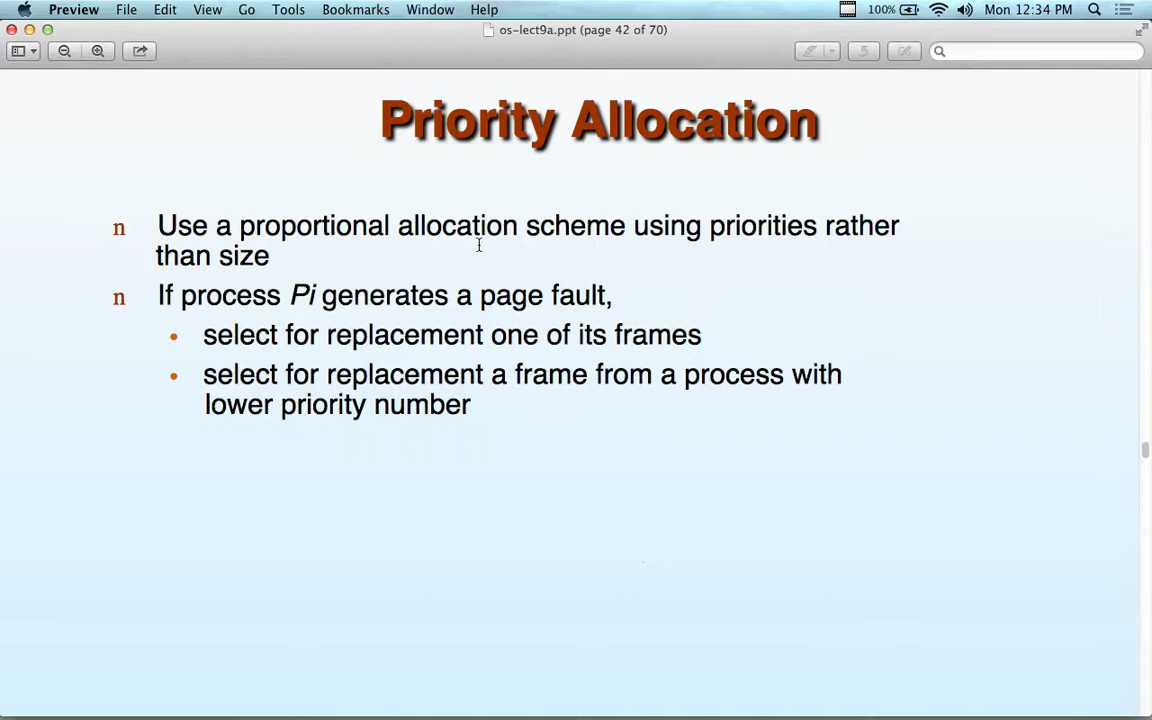 Preview File Edit View Go Tools Bookmarks Window Help 100% Mon 12:34 PM
os-lect9a.ppt (page 42 of 70)
Priority Allocation
n Use a proportional allocation scheme using priorities rather
than size
n If process Pi generates a page fault,
• select for replacement one of its frames
• select for replacement a frame from a process with
lower priority number